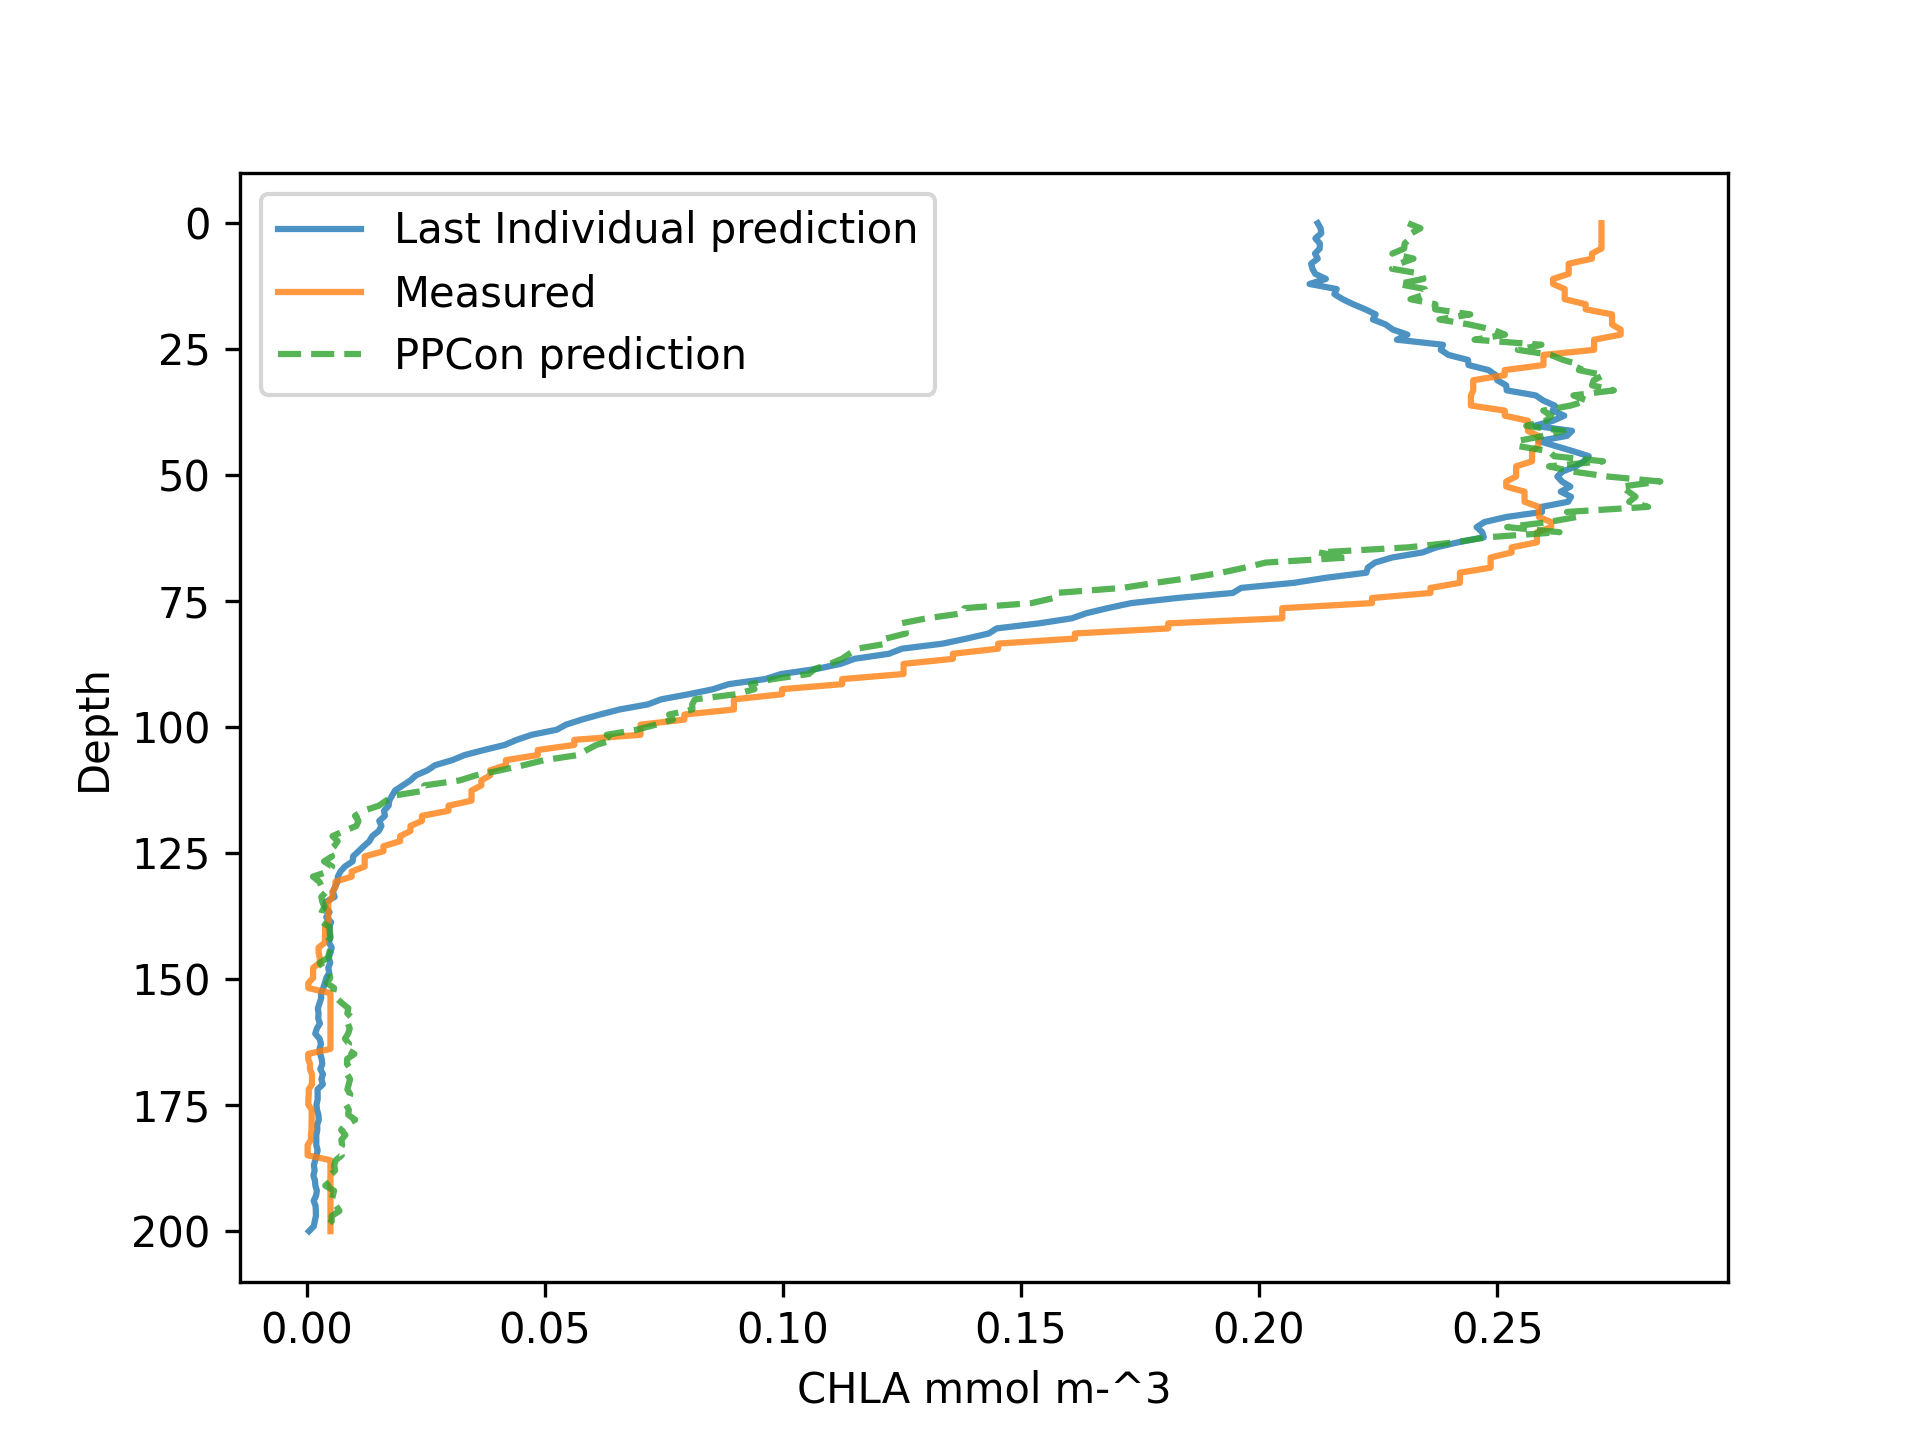 Last Individual prediction
Measured
PPCon prediction
0
25
50
75
100
125
150
175
200
Depth
0.00 0.05 0.10 0.15 0.20 0.25
CHLA mmol m-^3